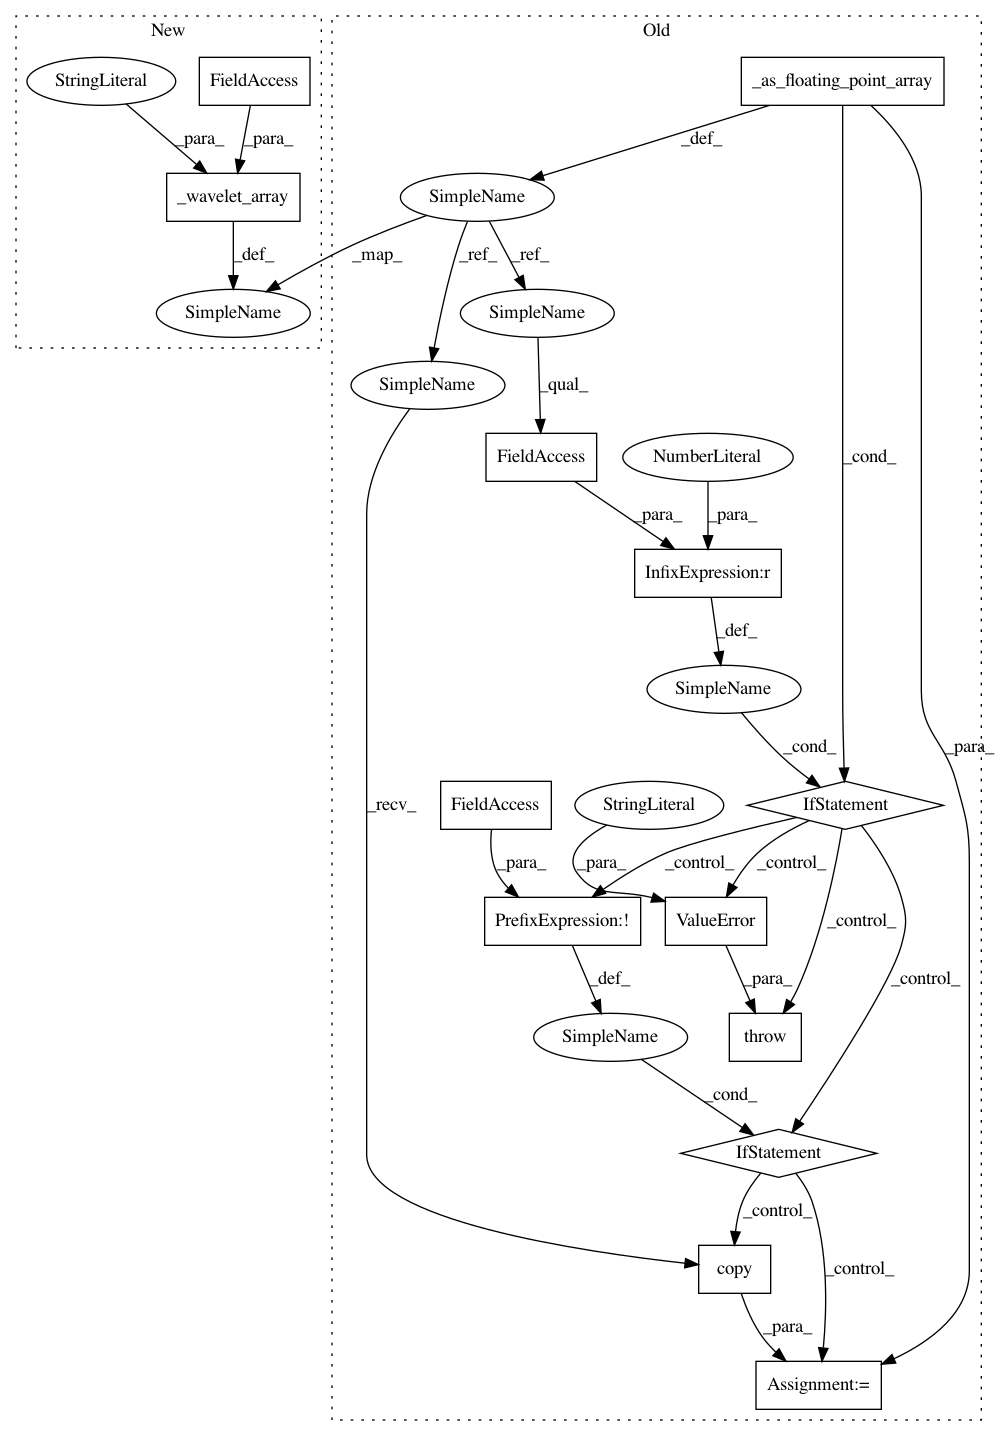 New
Old
StringLiteral
FieldAccess
_as_floating_point_array
_para_
_para_
_def_
_wavelet_array
SimpleName
_def_
_map_
_ref_
_ref_
SimpleName
SimpleName
SimpleName
_qual_
FieldAccess
NumberLiteral
_cond_
_para_
_para_
InfixExpression:r
_def_
SimpleName
_cond_
_para_
_recv_
FieldAccess
StringLiteral
IfStatement
_para_
_para_
_control_
_control_
PrefixExpression:!
ValueError
_control_
_def_
_para_
_control_
SimpleName
throw
_cond_
IfStatement
_control_
copy
_control_
_para_
Assignment:=